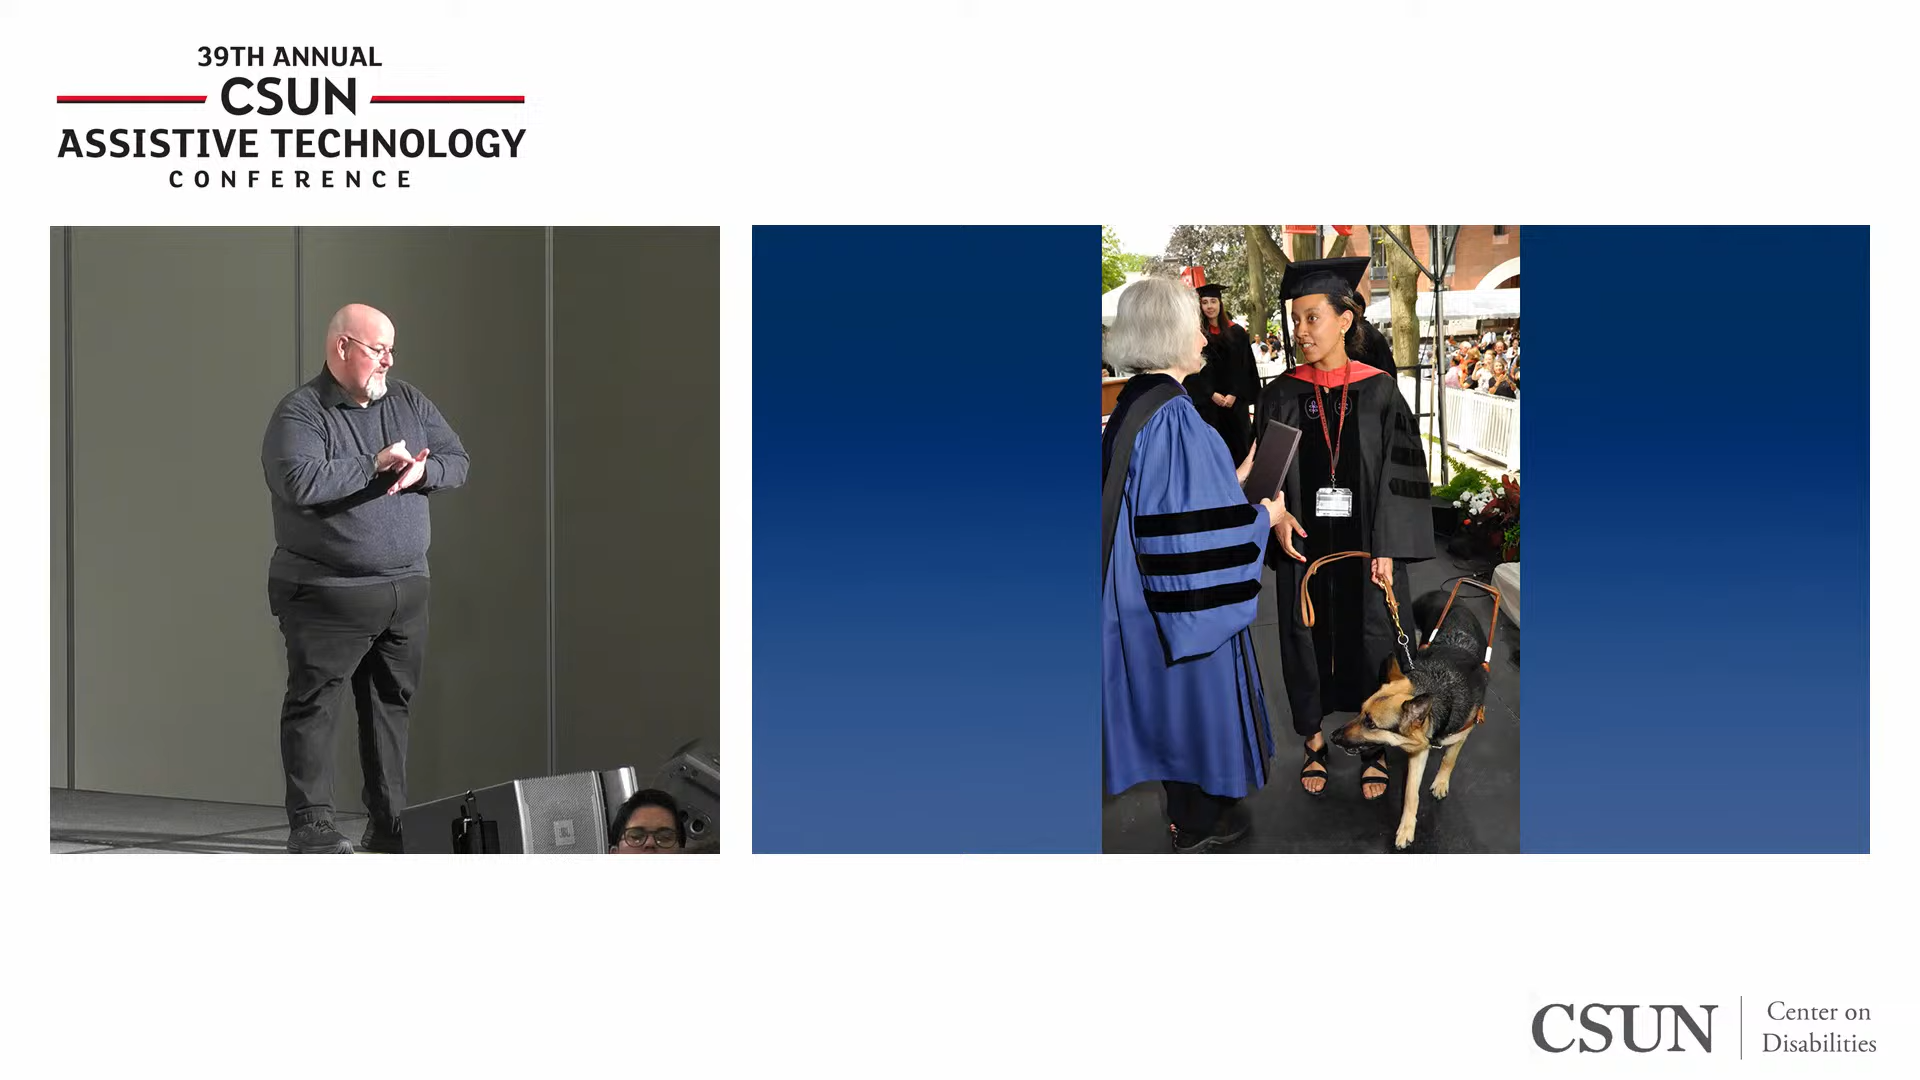 39TH ANNUAL
CSUN
ASSISTIVE TECHNOLOGY
CONFERENCE
CSUN
Center on
Disabilities